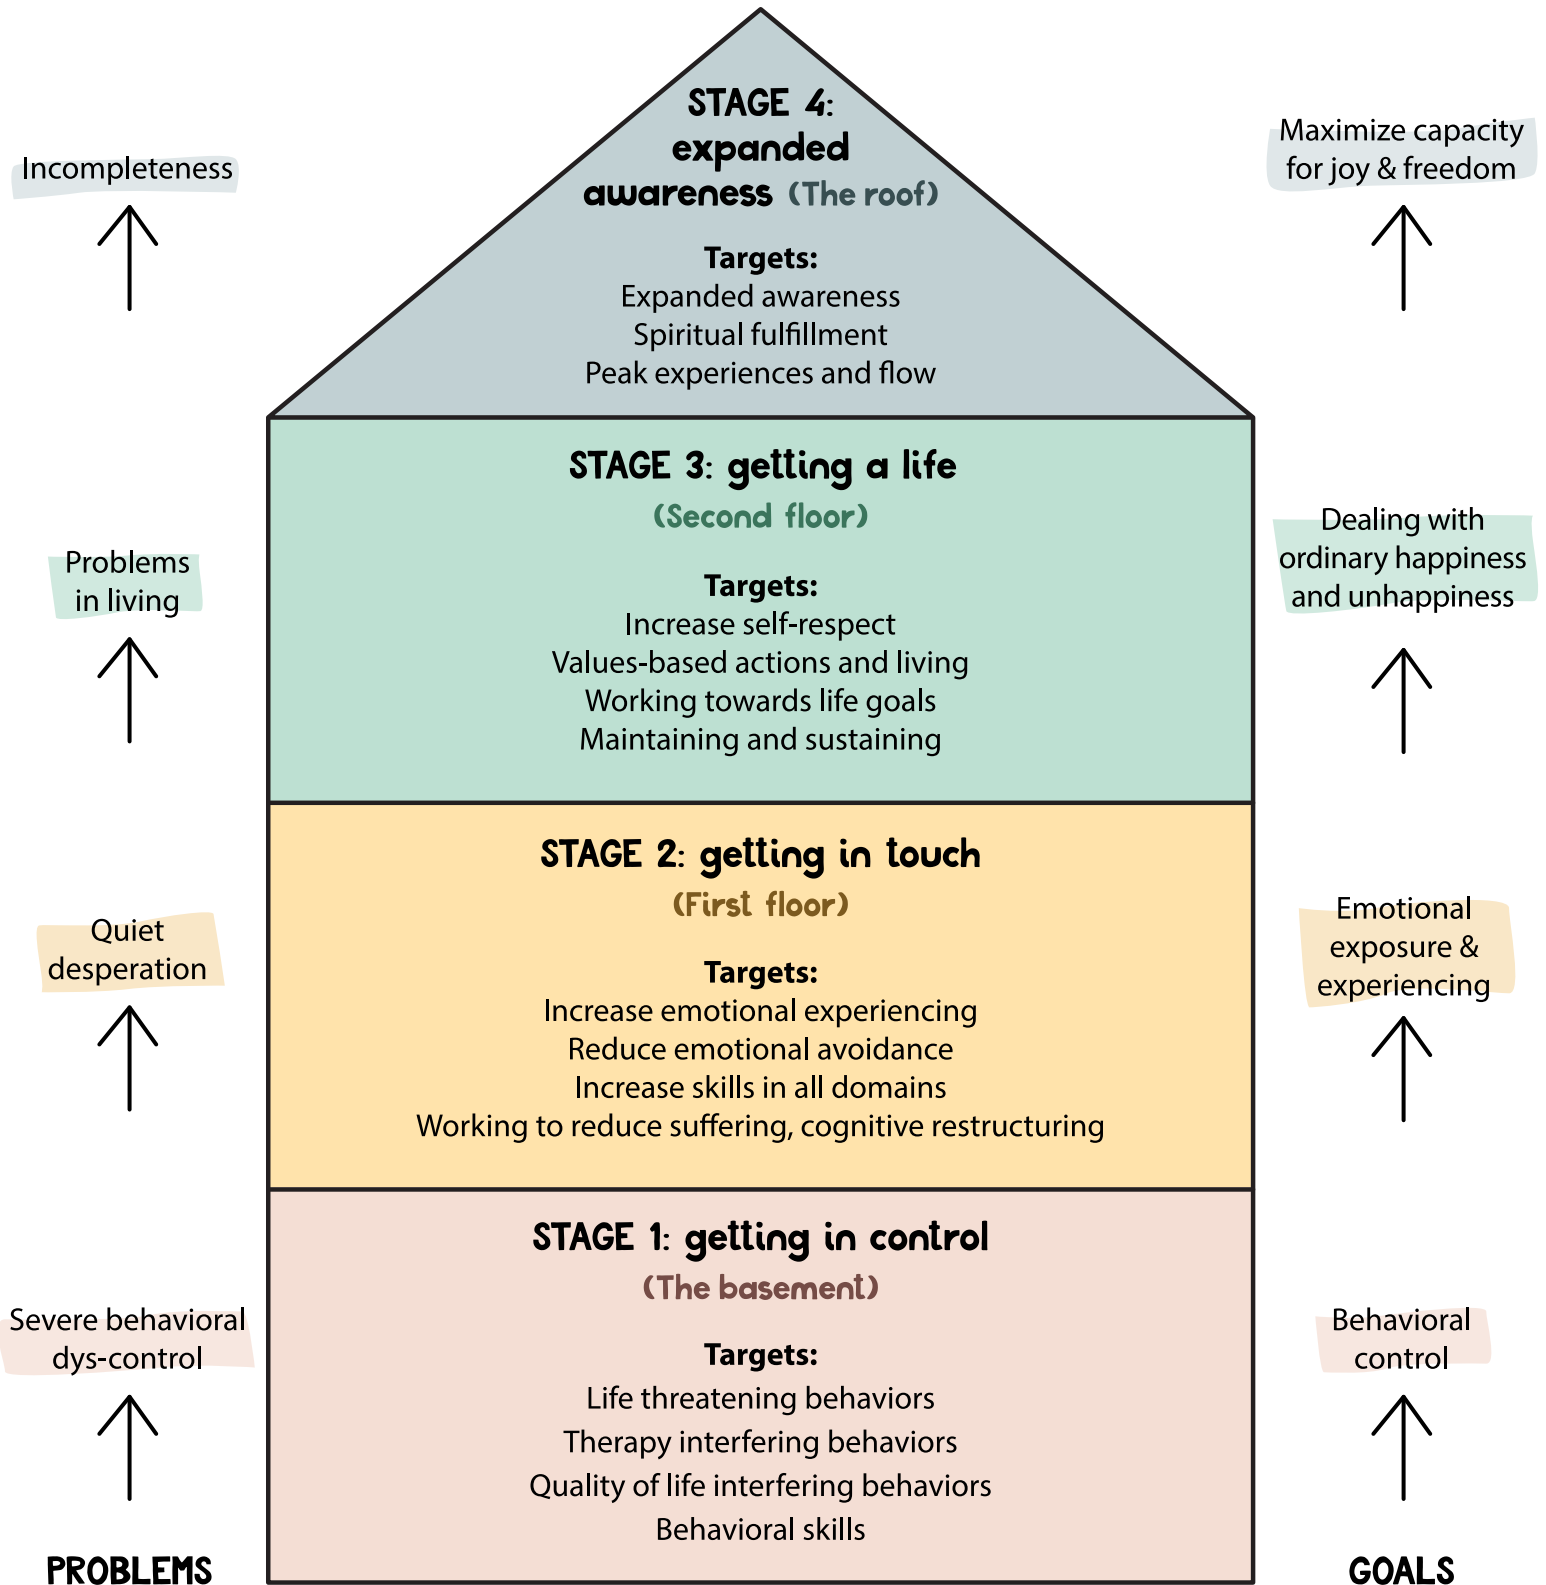 STAGE 4:
expanded
awareness (The roof)
Targets:
Expanded awareness
Spiritual fulfillment
Peak experiences and flow
Incompleteness
Maximize capacity
for joy & freedom
STAGE 3: getting a life
(Second floor)
Targets:
Increase self-respect
Values-based actions and living
Working towards life goals
Maintaining and sustaining
Problems
in living
Dealing with
ordinary happiness
and unhappiness
STAGE 2: getting in touch
(First floor)
Targets:
Increase emotional experiencing
Reduce emotional avoidance
Increase skills in all domains
Working to reduce suffering, cognitive restructuring
Quiet
desperation
Emotional
exposure &
experiencing
STAGE 1: getting in control
(The basement)
Targets:
Life threatening behaviors
Therapy interfering behaviors
Quality of life interfering behaviors
Behavioral skills
Severe behavioral
dys-control
Behavioral
control
PROBLEMS
GOALS